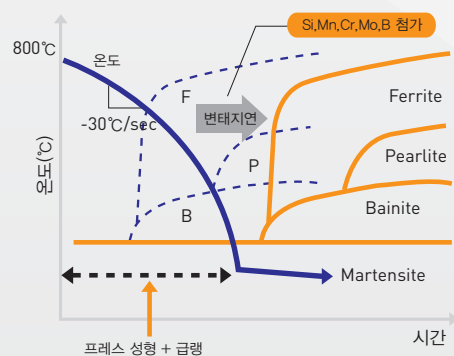 Si,Mn,Cr,Mo,B 첨가
800℃
온도
F
변태지연
Ferrite
-30℃/sec
P
Pearlite
B
Bainite
온도(℃)
Martensite
시간
프레스 성형 + 급랭